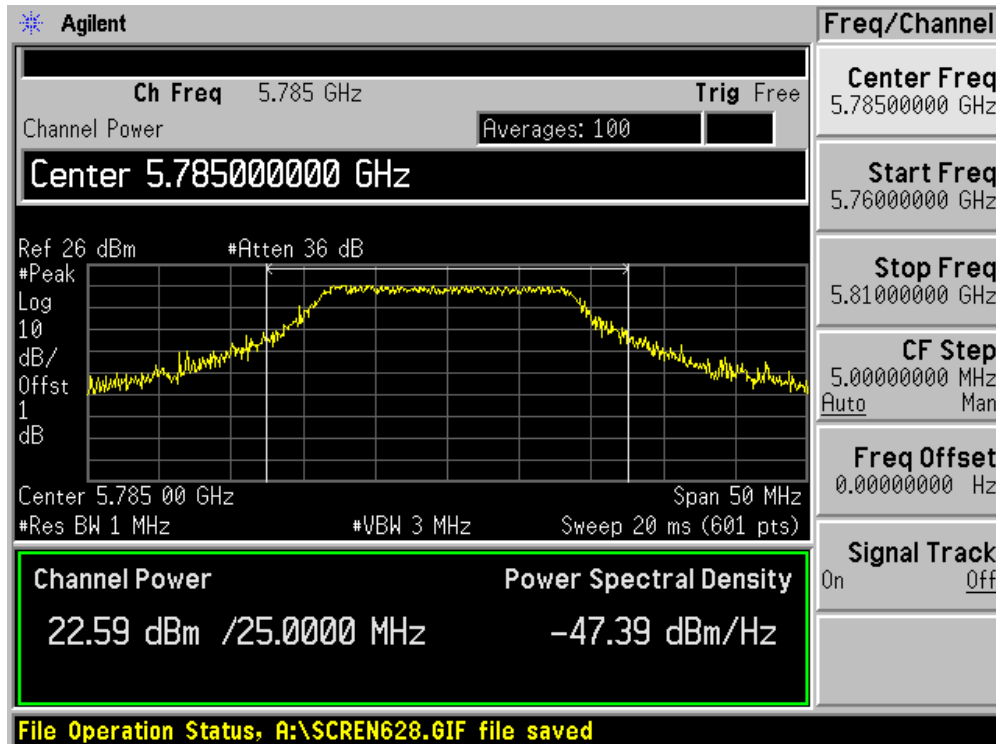 Agilent
Freq/Channel
Ch Freq 5.785 GHz Trig Free
Channel Power Averages: 100
Center 5.785000000 GHz
Ref 26 dBm #Atten 36 dB
#Peak
Log
10
dB/
Offst
1
dB
Center 5.785 00 GHz Span 50 MHz
#Res BW 1 MHz #VBW 3 MHz Sweep 20 ms (601 pts)
Channel Power Power Spectral Density
22.59 dBm /25.0000 MHz -47.39 dBm/Hz
Center Freq
5.78500000 GHz
Start Freq
5.76000000 GHz
Stop Freq
5.81000000 GHz
CF Step
5.00000000 MHz
Auto Man
Freq Offset
0.00000000 Hz
Signal Track
On Off
File Operation Status, A:\SCREN628.GIF file saved